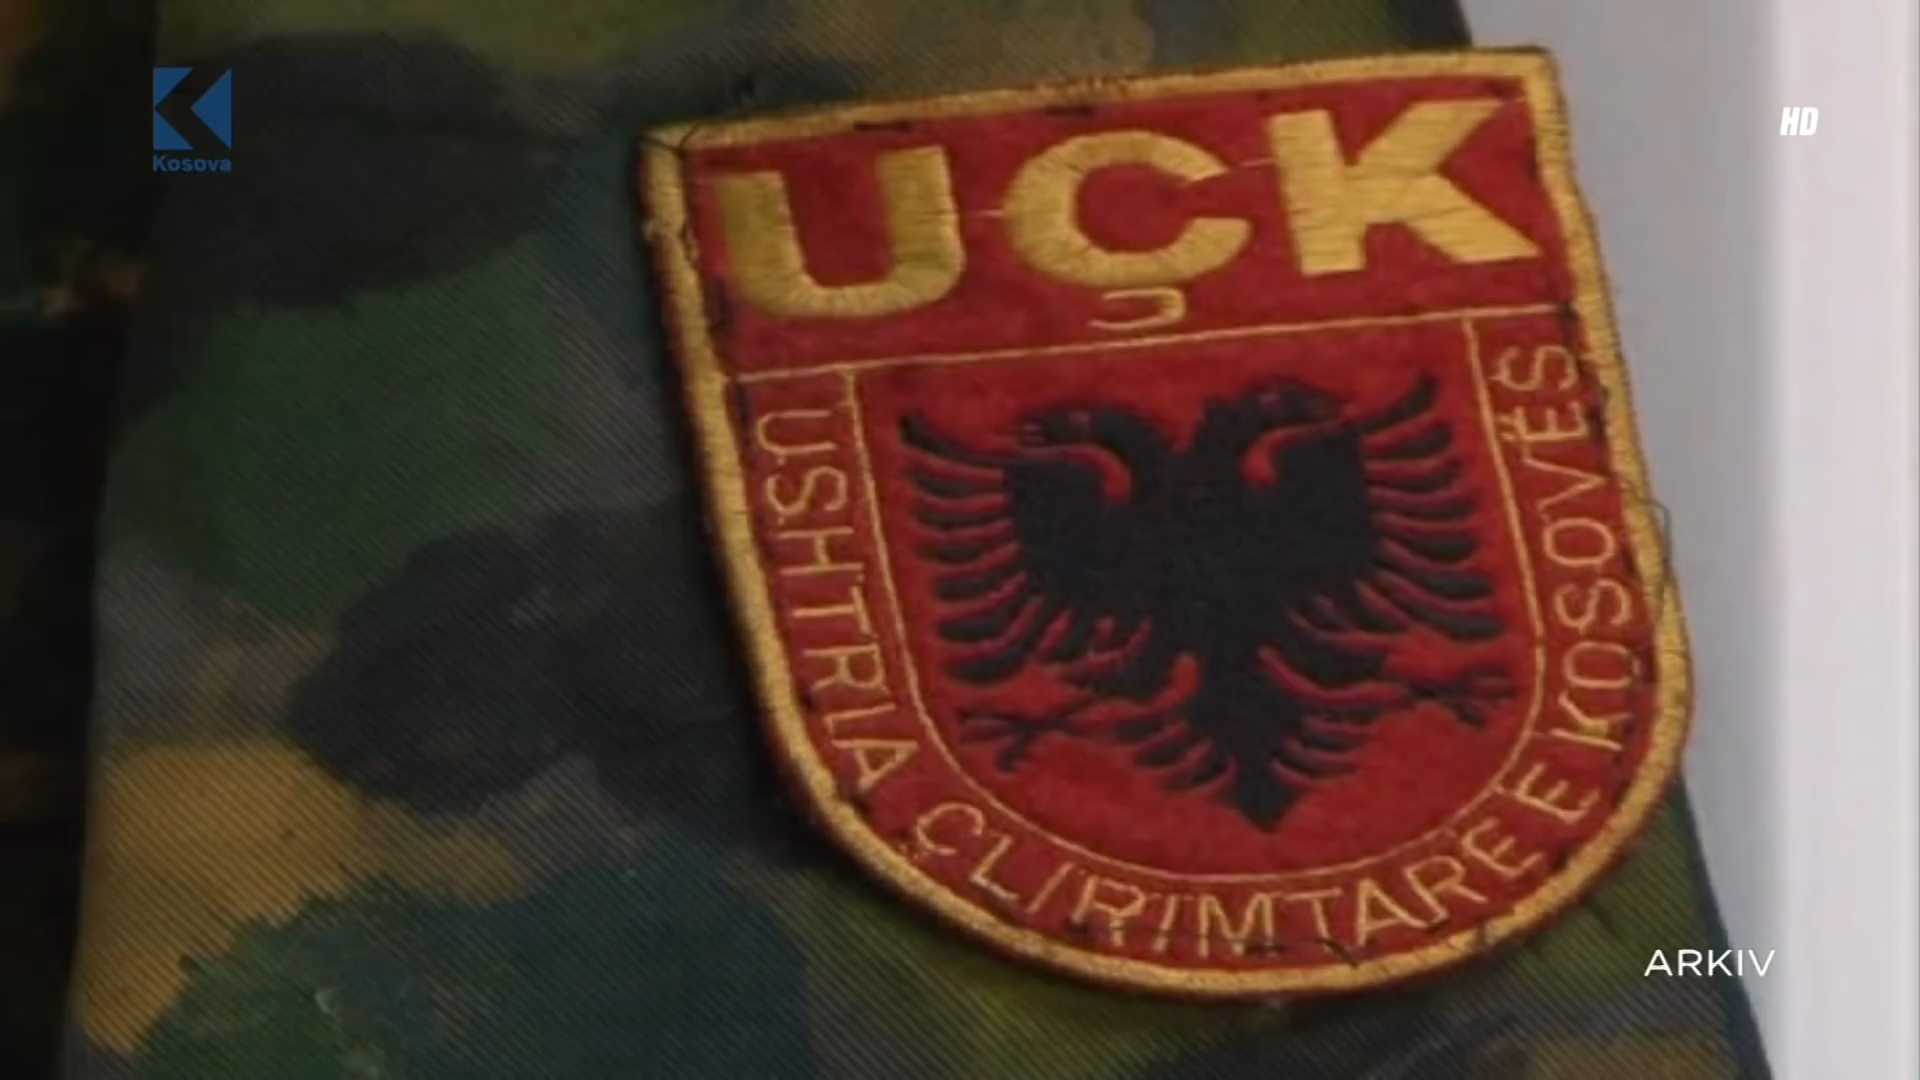 Kosova
HD
UÇK
USHTRIA ÇLIRIMTARE E KOSOVËS
ARKIV